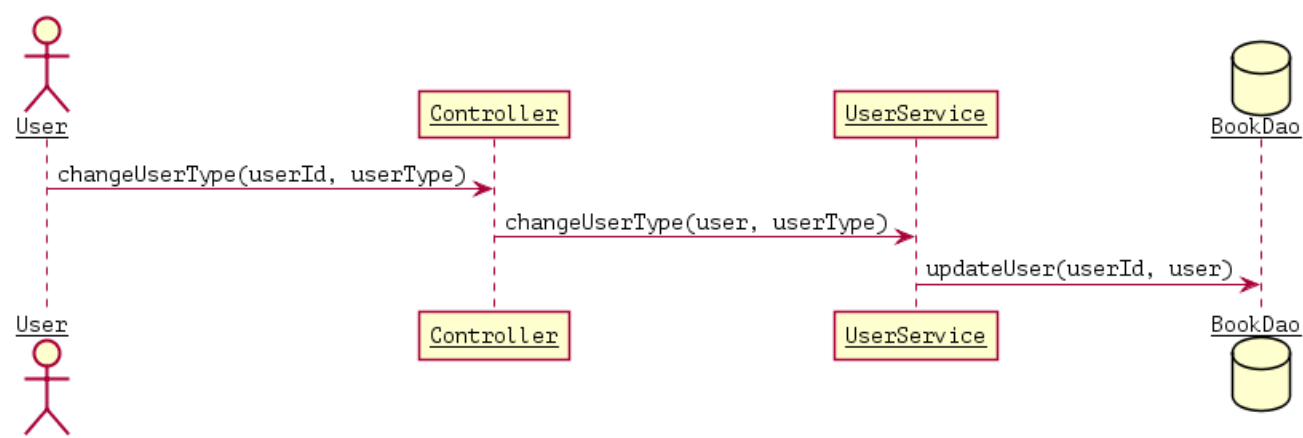 User
Controller
UserService
BookDao
changeUserType(userId, userType)
changeUserType(user, userType)
updateUser(userId, user)
User
Controller
UserService
BookDao